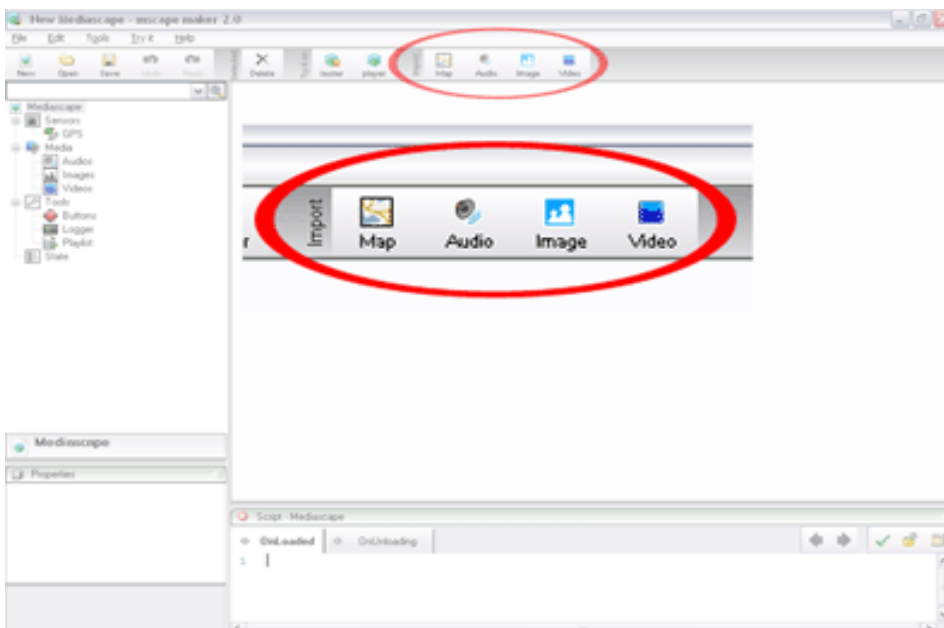 New Mediascape - mscape maker 2.0
File Edit Tools Try it Help
New Open Save Undo Redo Delete tester player Import Map Audio Image Video
Mediascape
Sensors
GPS
Media
Audios
Images
Videos
Tools
Buttons
Logger
Playlist
State
Import Map Audio Image Video
Mediascape
Properties
Script - Mediascape
OnLoaded OnUnloading
1